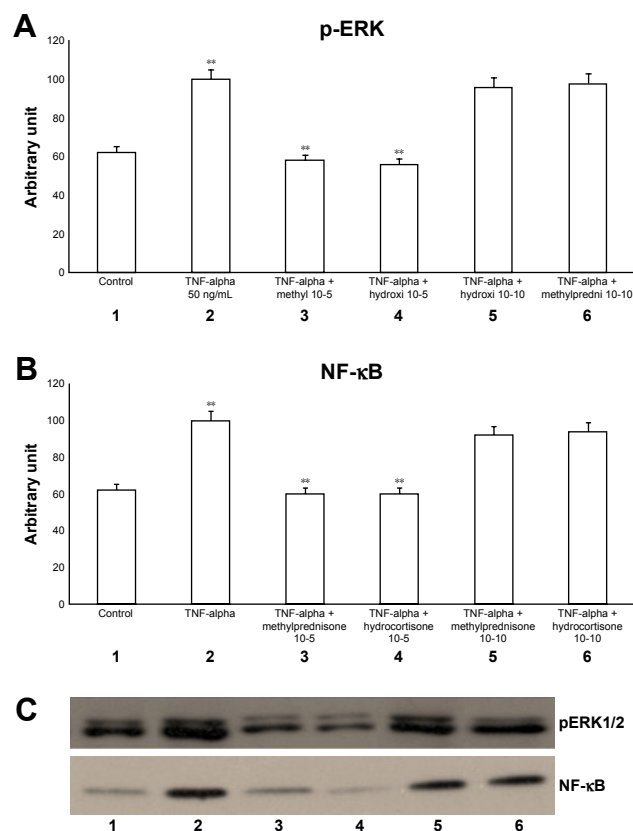 A
p-ERK
Arbitrary unit
120
100
80
60
40
20
0
**
**
**
Control
TNF-alpha
50 ng/mL
TNF-alpha +
methyl 10-5
TNF-alpha +
hydroxi 10-5
TNF-alpha +
hydroxi 10-10
TNF-alpha +
methylpredni 10-10
1 2 3 4 5 6
B
NF-κB
Arbitrary unit
120
100
80
60
40
20
0
**
**
**
Control
TNF-alpha
TNF-alpha +
methylprednisone
10-5
TNF-alpha +
hydrocortisone
10-5
TNF-alpha +
methylprednisone
10-10
TNF-alpha +
hydrocortisone
10-10
1 2 3 4 5 6
C
pERK1/2
NF-κB
1 2 3 4 5 6